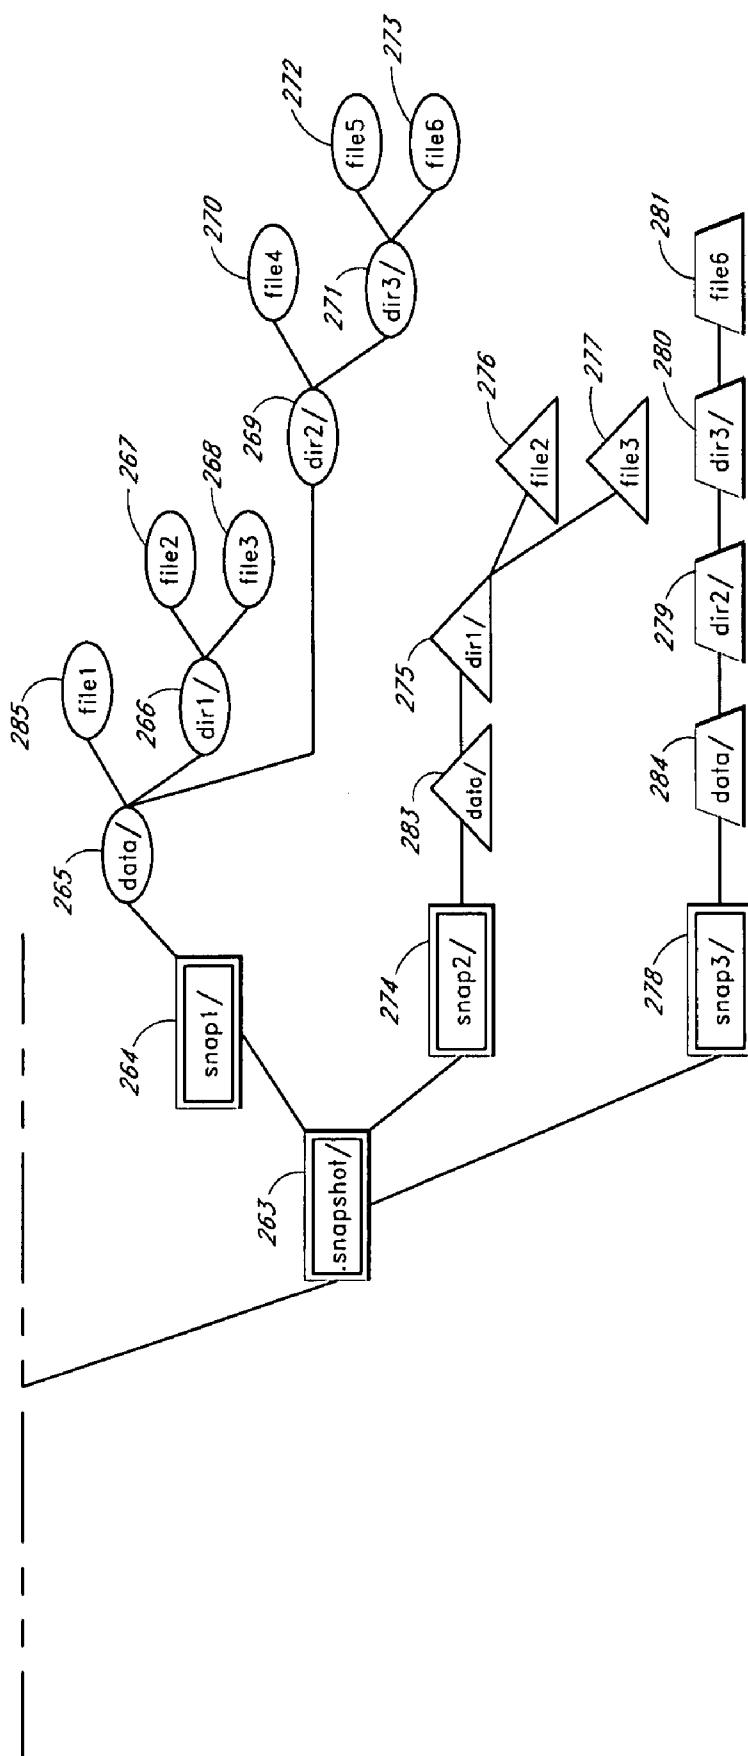 285
file1
265
data/
266
dir1/
267
file2
268
file3
269
dir2/
270
file4
271
dir3/
272
file5
273
file6
264
snap1/
263
.snapshot/
274
snap2/
283
data/
275
dir1/
276
file2
277
file3
278
snap3/
284
data/
279
dir2/
280
dir3/
281
file6